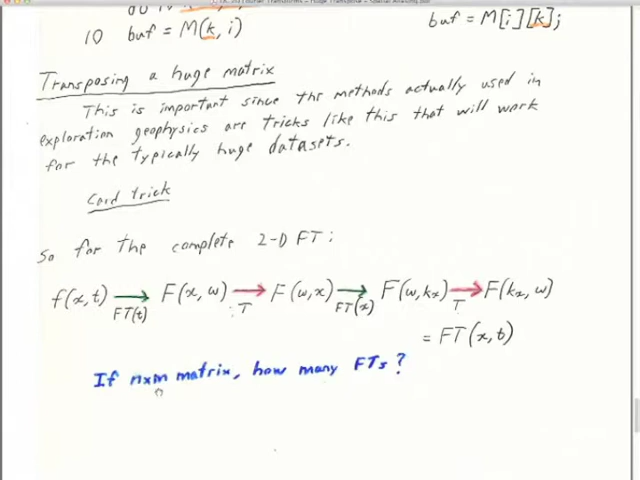 10 buf = M(k, i)
buf = M[i][k];
Transposing a huge matrix
This is important since the methods actually used in
exploration geophysics are tricks like this that will work
for the typically huge datasets.
Card trick
So for the complete 2-D FT:
f(x,t) → F(x,w) → F(w,x) → F(w,kx) → F(kx,w)
FT(t) T FT(x) T
= FT(x,t)
If nxm matrix, how many FTs?